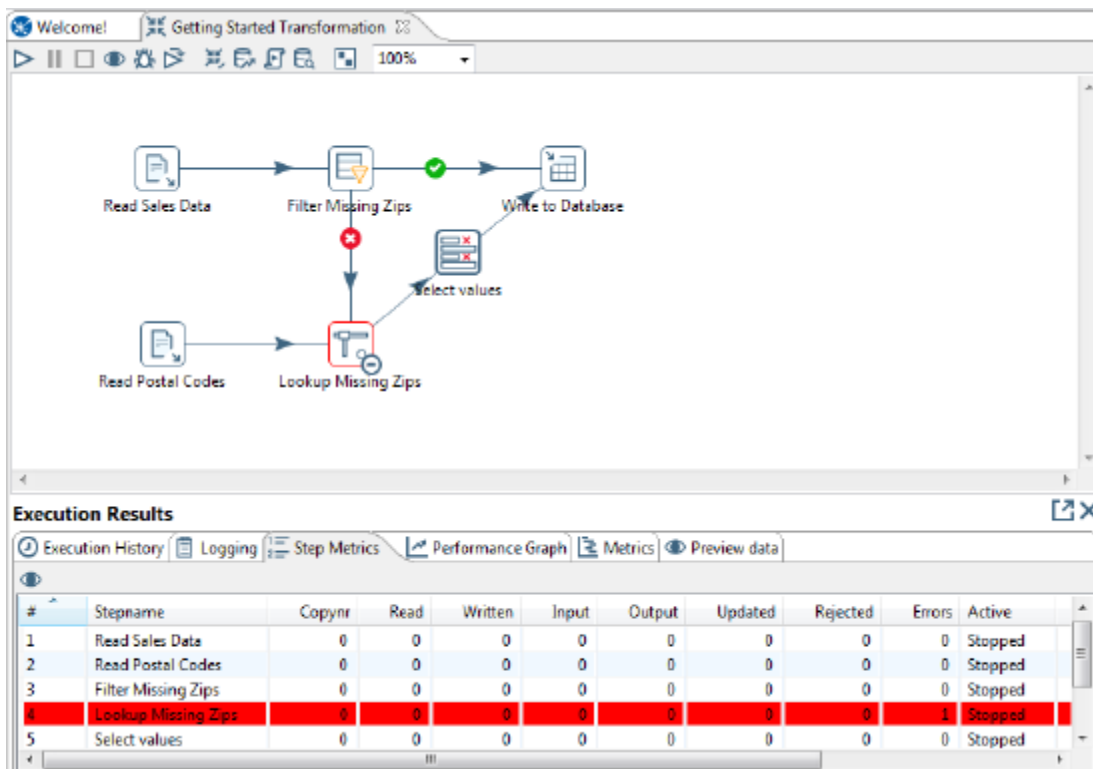 Welcome! Getting Started Transformation
100%
Read Sales Data Filter Missing Zips Write to Database
Select values
Read Postal Codes Lookup Missing Zips
Execution Results
Execution History Logging Step Metrics Performance Graph Metrics Preview data
# Stepname Copynr Read Written Input Output Updated Rejected Errors Active
1 Read Sales Data 0 0 0 0 0 0 0 0 Stopped
2 Read Postal Codes 0 0 0 0 0 0 0 0 Stopped
3 Filter Missing Zips 0 0 0 0 0 0 0 0 Stopped
4 Lookup Missing Zips 0 0 0 0 0 0 0 1 Stopped
5 Select values 0 0 0 0 0 0 0 0 Stopped